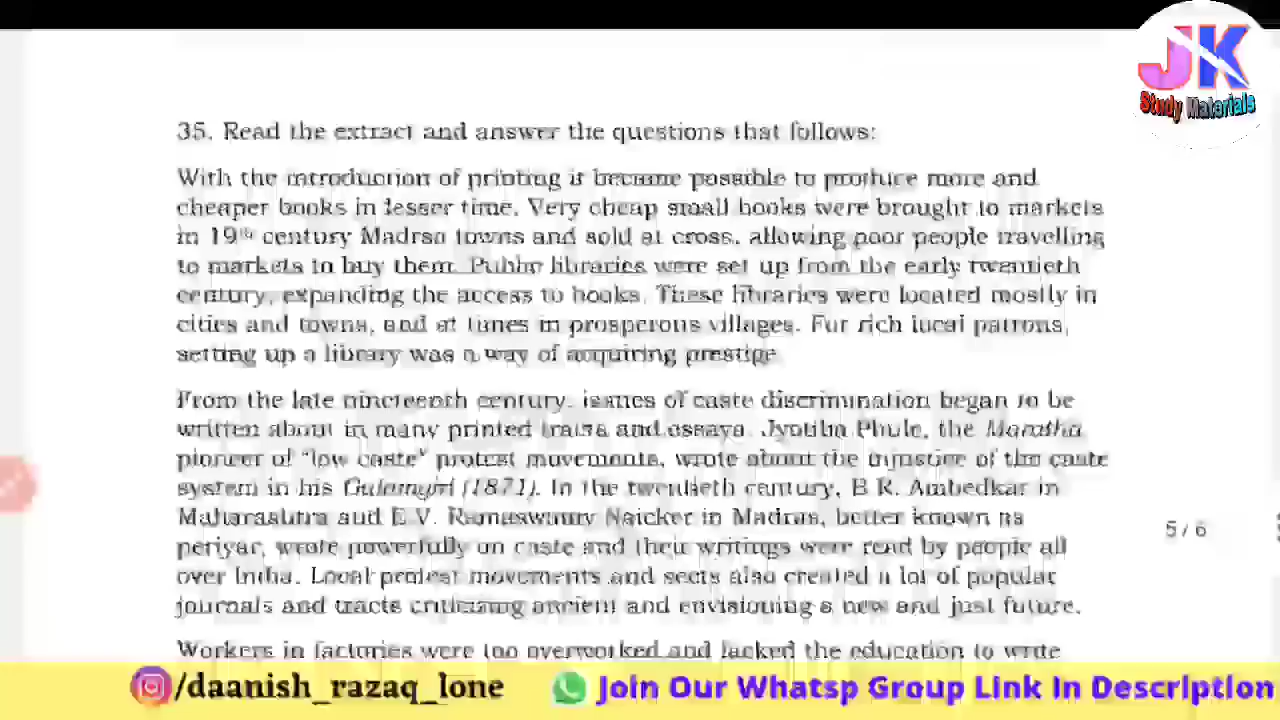 JK
Study Materials
35. Read the extract and answer the questions that follows:
With the introduction of printing it became possible to produce more and
cheaper books in lesser time. Very cheap small books were brought to markets
in 19th century Madras towns and sold at cross, allowing poor people travelling
to markets to buy them. Public libraries were set up from the early twentieth
century, expanding the access to books. These libraries were located mostly in
cities and towns, and at times in prosperous villages. For rich local patrons,
setting up a library was a way of acquiring prestige.
From the late nineteenth century, issues of caste discrimination began to be
written about in many printed and essays. Jyotiba Phule, the Maratha
pioneer of "low caste" protest movements, wrote about the injustice of the caste
system in his Gulamgiri (1871). In the twentieth century, B.R. Ambedkar in
Maharashtra and E.V. Ramaswamy Naicker in Madras, better known as
periyar, wrote powerfully on caste and their writings were read by people all
over India. Local protest movements and sects also created a lot of popular
journals and tracts criticizing ancient and envisioning a new and just future.
5 / 6
Workers in factories were too overworked and lacked the education to write
/daanish_razaq_lone Join Our Whatsp Group Link In Description